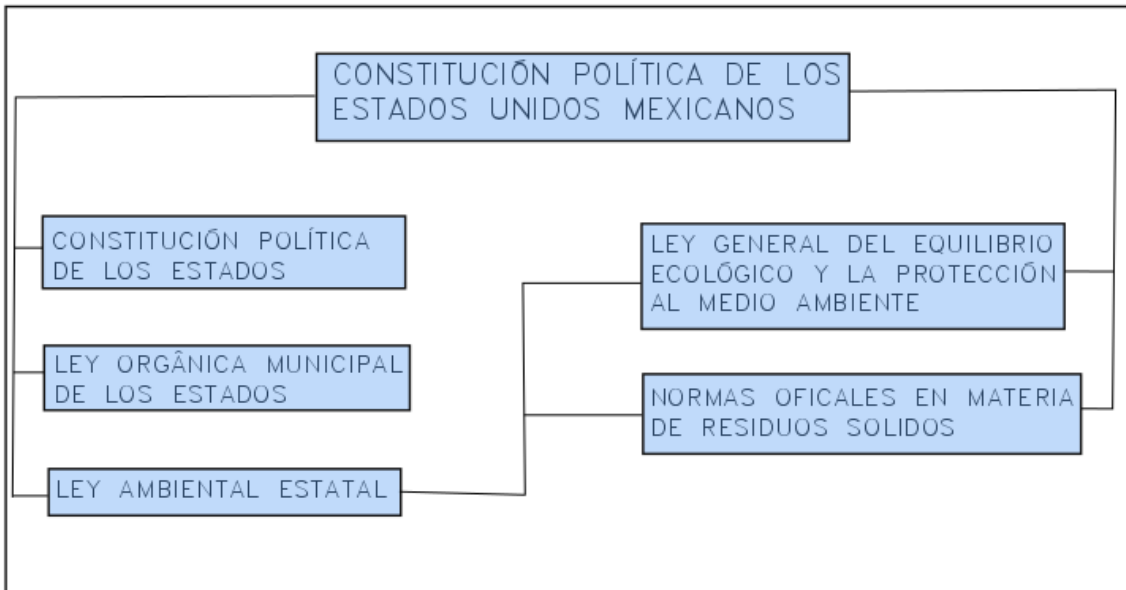 CONSTITUCIÓN POLÍTICA DE LOS
ESTADOS UNIDOS MEXICANOS
CONSTITUCIÓN POLÍTICA
DE LOS ESTADOS
LEY ORGÂNICA MUNICIPAL
DE LOS ESTADOS
LEY AMBIENTAL ESTATAL
LEY GENERAL DEL EQUILIBRIO
ECOLÓGICO Y LA PROTECCIÓN
AL MEDIO AMBIENTE
NORMAS OFICALES EN MATERIA
DE RESIDUOS SOLIDOS